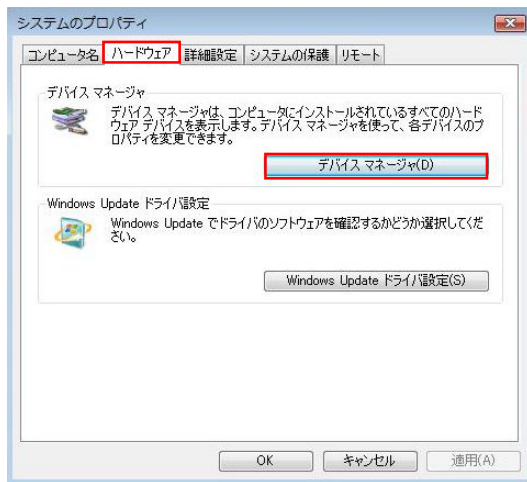 システムのプロパティ
コンピュータ名 ハードウェア 詳細設定 システムの保護 リモート
デバイス マネージャ
デバイス マネージャは、コンピュータにインストールされているすべてのハード
ウェア デバイスを表示します。デバイス マネージャを使って、各デバイスのプ
ロパティを変更できます。
デバイス マネージャ(D)
Windows Update ドライバ設定
Windows Update でドライバのソフトウェアを確認するかどうか選択してくだ
さい。
Windows Update ドライバ設定(S)
OK キャンセル 適用(A)